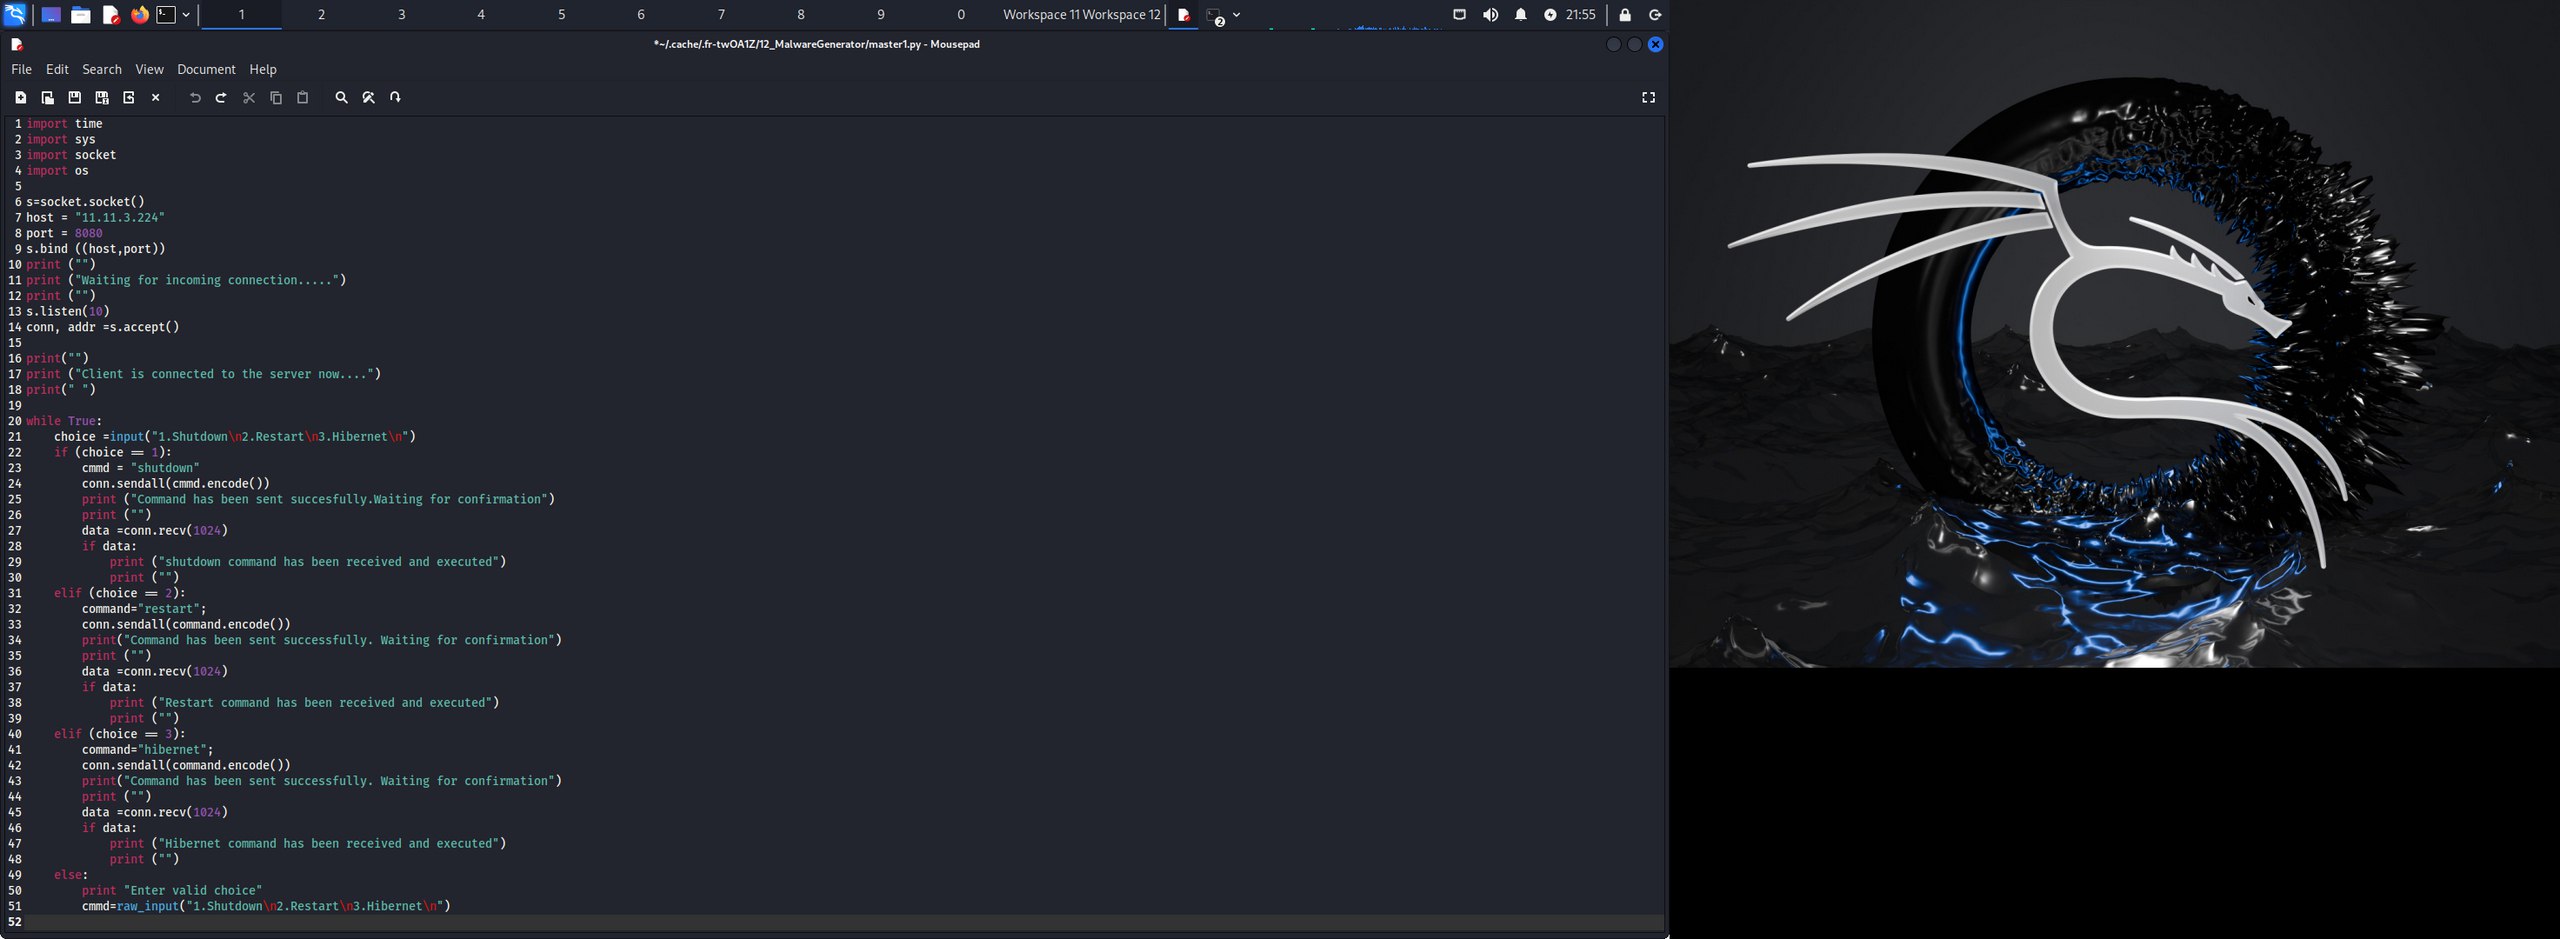 1 2 3 4 5 6 7 8 9 0 Workspace 11 Workspace 12 2 21:55
*~/.cache/.fr-twOA1Z/12_MalwareGenerator/master1.py - Mousepad
File Edit Search View Document Help
1 import time
2 import sys
3 import socket
4 import os
5
6 s=socket.socket()
7 host = "11.11.3.224"
8 port = 8080
9 s.bind ((host,port))
10 print ("")
11 print ("Waiting for incoming connection.....")
12 print ("")
13 s.listen(10)
14 conn, addr =s.accept()
15
16 print("")
17 print ("Client is connected to the server now....")
18 print(" ")
19
20 while True:
21     choice =input("1.Shutdown\n2.Restart\n3.Hibernet\n")
22     if (choice == 1):
23         cmmd = "shutdown"
24         conn.sendall(cmmd.encode())
25         print ("Command has been sent succesfully.Waiting for confirmation")
26         print ("")
27         data =conn.recv(1024)
28         if data:
29             print ("shutdown command has been received and executed")
30             print ("")
31     elif (choice == 2):
32         command="restart";
33         conn.sendall(command.encode())
34         print("Command has been sent successfully. Waiting for confirmation")
35         print ("")
36         data =conn.recv(1024)
37         if data:
38             print ("Restart command has been received and executed")
39             print ("")
40     elif (choice == 3):
41         command="hibernet";
42         conn.sendall(command.encode())
43         print("Command has been sent successfully. Waiting for confirmation")
44         print ("")
45         data =conn.recv(1024)
46         if data:
47             print ("Hibernet command has been received and executed")
48             print ("")
49     else:
50         print "Enter valid choice"
51         cmmd=raw_input("1.Shutdown\n2.Restart\n3.Hibernet\n")
52